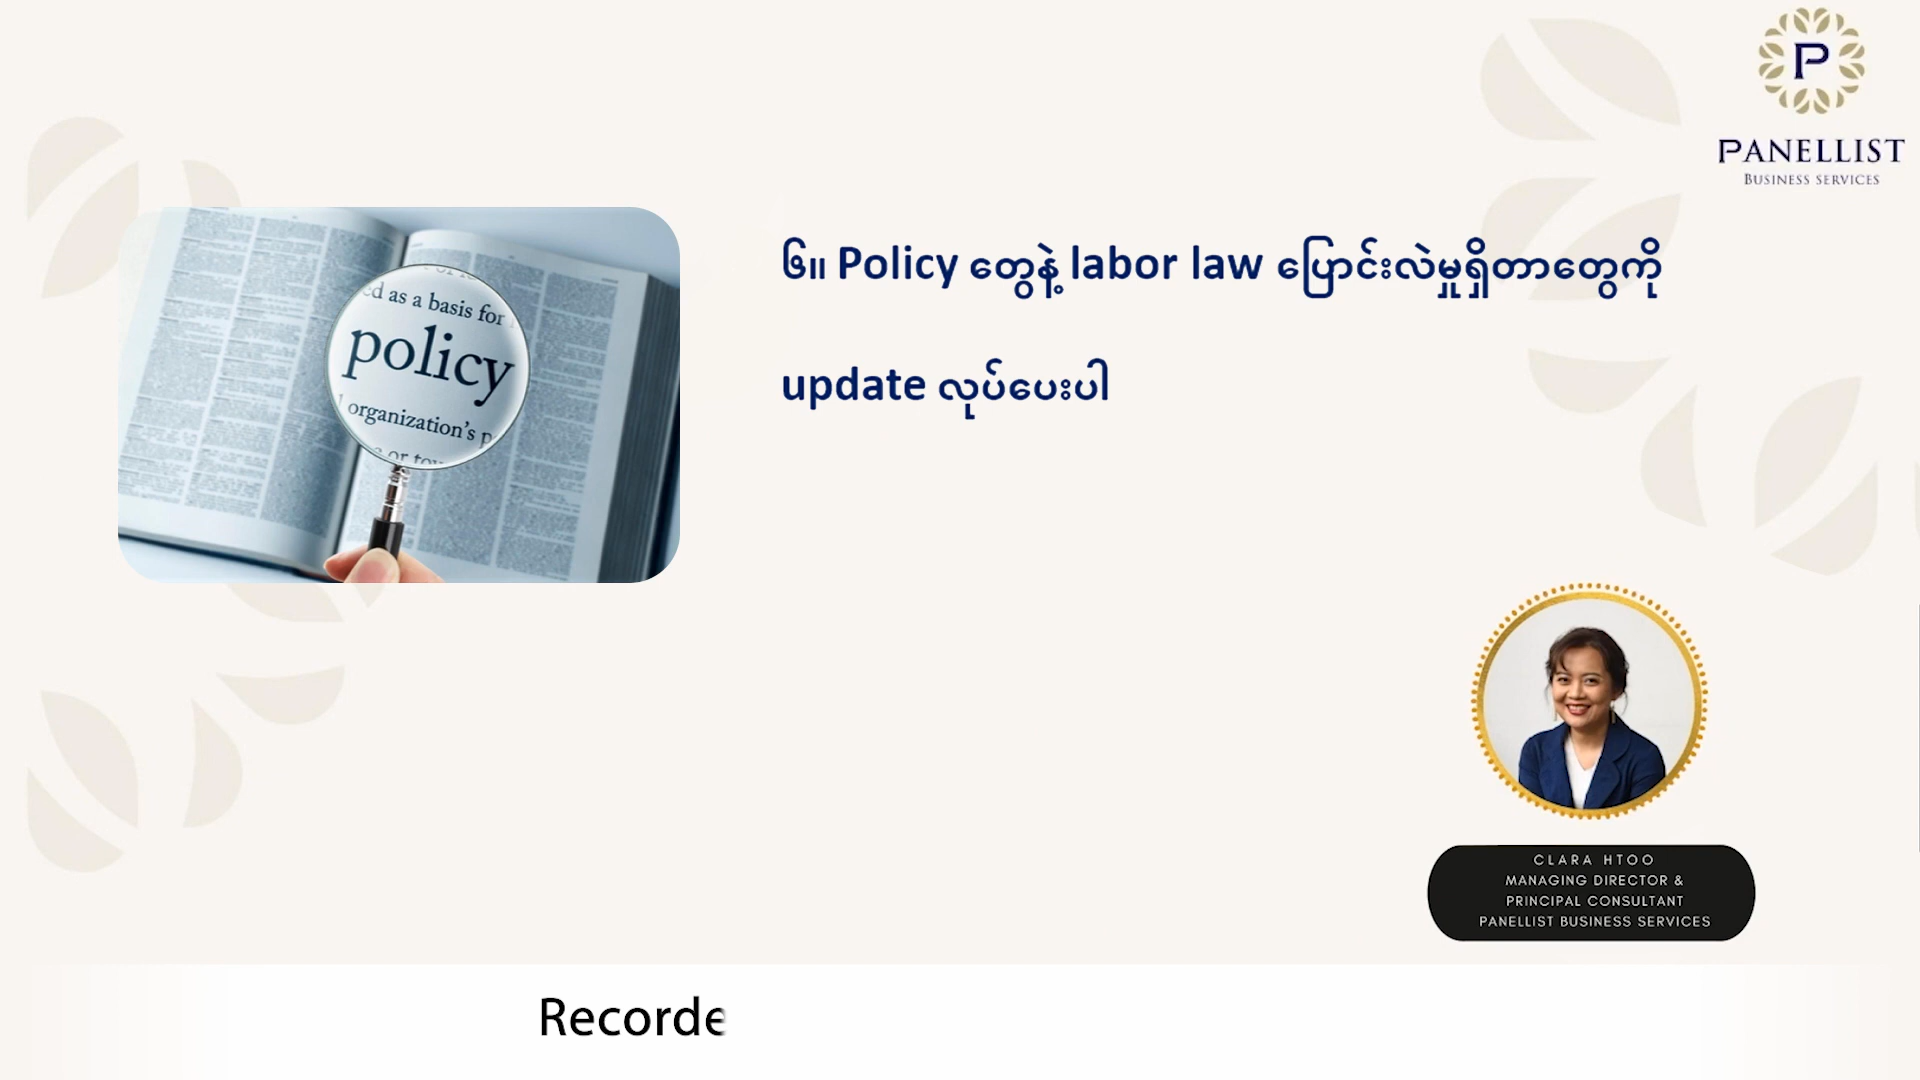 P
PANELLIST
BUSINESS SERVICES
၆။ Policy တွေနဲ့ labor law ပြောင်းလဲမှုရှိတာတွေကို
update လုပ်ပေးပါ
ed as a basis for
policy
organization's p
or tow
CLARA HTOO
MANAGING DIRECTOR &
PRINCIPAL CONSULTANT
PANELLIST BUSINESS SERVICES
Recorde